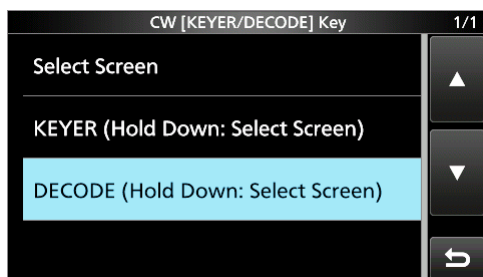 CW [KEYER/DECODE] Key 1/1
Select Screen
KEYER (Hold Down: Select Screen)
DECODE (Hold Down: Select Screen)